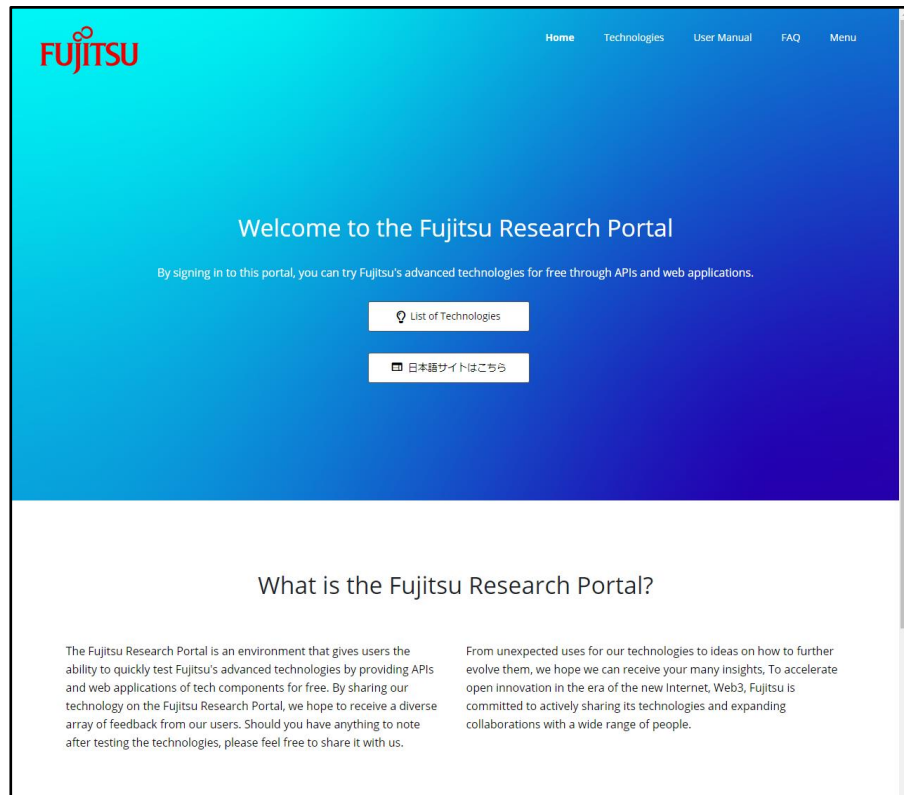 FUJITSU
Home Technologies User Manual FAQ Menu
Welcome to the Fujitsu Research Portal
By signing in to this portal, you can try Fujitsu's advanced technologies for free through APIs and web applications.
List of Technologies
日本語サイトはこちら
What is the Fujitsu Research Portal?
The Fujitsu Research Portal is an environment that gives users the
ability to quickly test Fujitsu's advanced technologies by providing APIs
and web applications of tech components for free. By sharing our
technology on the Fujitsu Research Portal, we hope to receive a diverse
array of feedback from our users. Should you have anything to note
after testing the technologies, please feel free to share it with us.
From unexpected uses for our technologies to ideas on how to further
evolve them, we hope we can receive your many insights, To accelerate
open innovation in the era of the new Internet, Web3, Fujitsu is
committed to actively sharing its technologies and expanding
collaborations with a wide range of people.